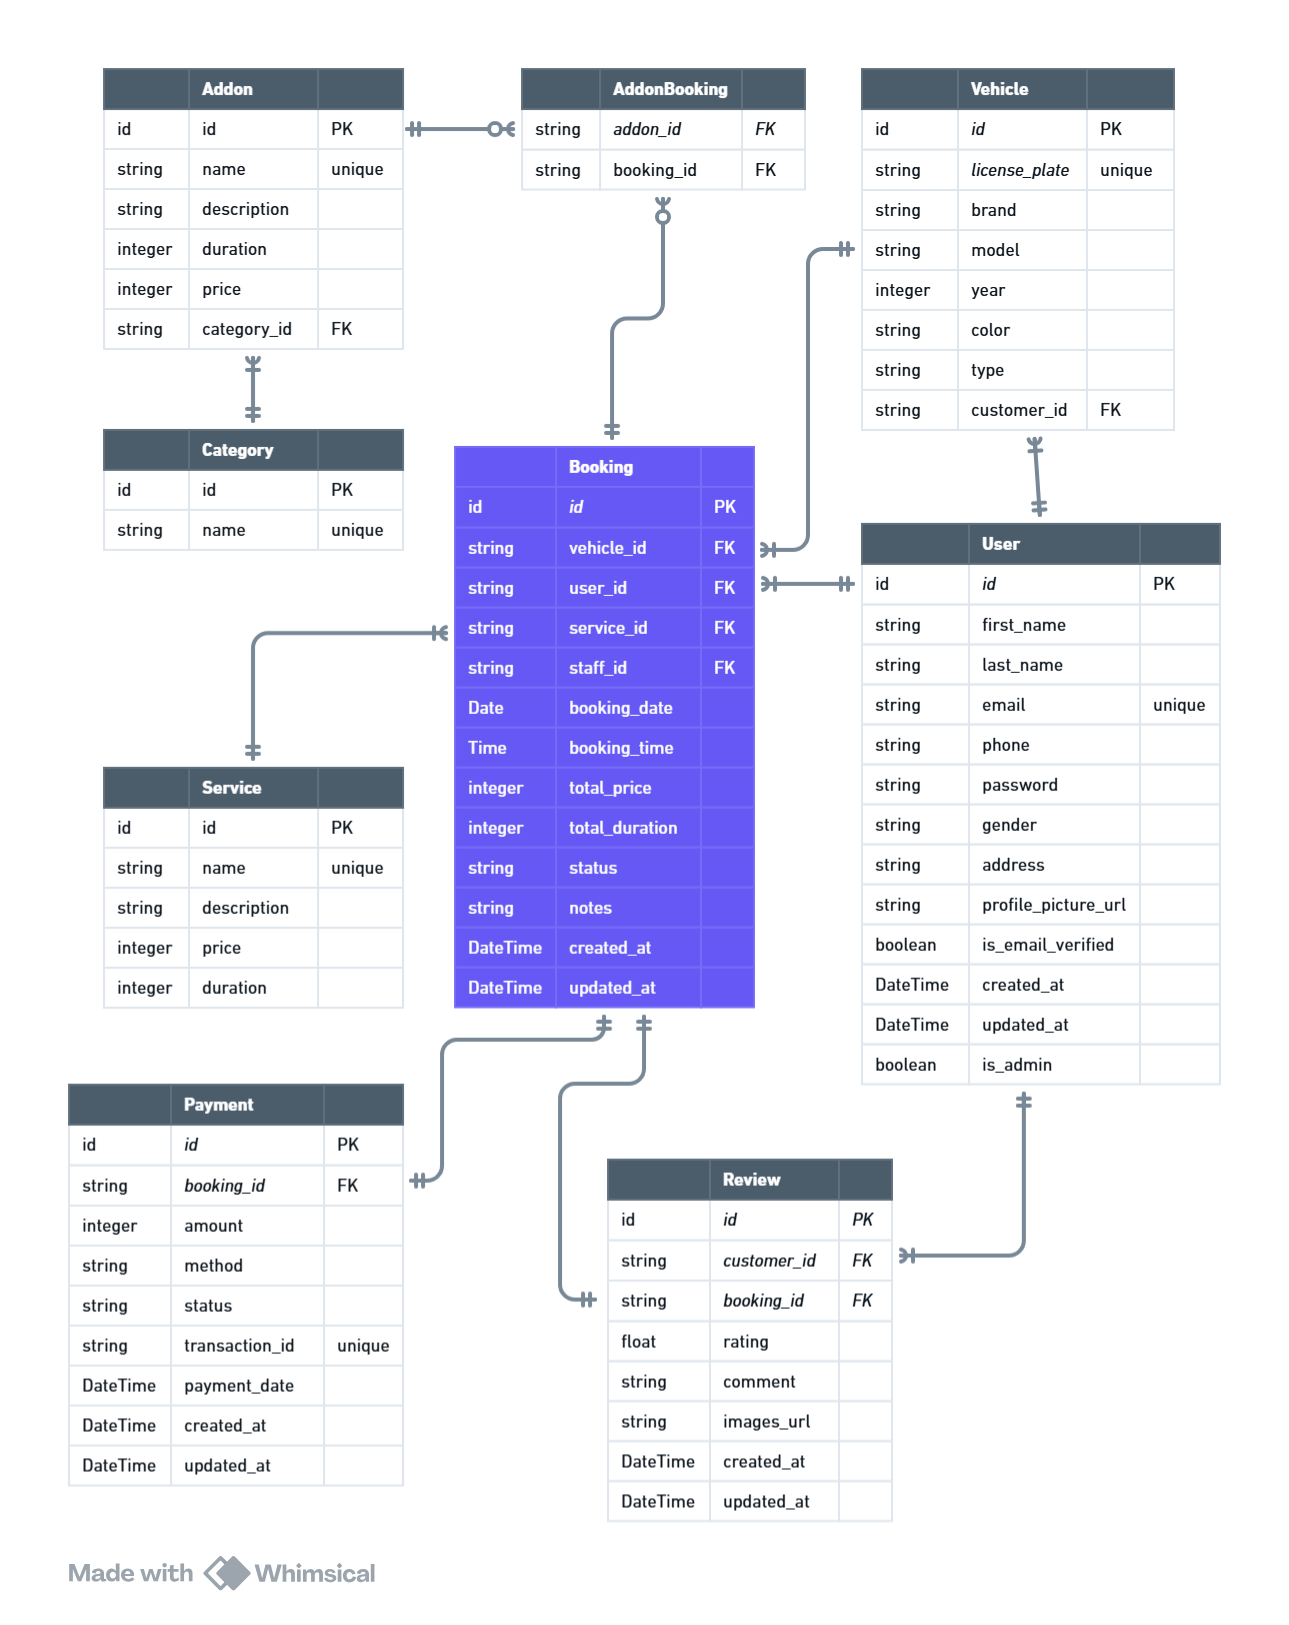 Addon
id id PK
string name unique
string description
integer duration
integer price
string category_id FK
AddonBooking
string addon_id FK
string booking_id FK
Vehicle
id id PK
string license_plate unique
string brand
string model
integer year
string color
string type
string customer_id FK
Category
id id PK
string name unique
Booking
id id PK
string vehicle_id FK
string user_id FK
string service_id FK
string staff_id FK
Date booking_date
Time booking_time
integer total_price
integer total_duration
string status
string notes
DateTime created_at
DateTime updated_at
User
id id PK
string first_name
string last_name
string email unique
string phone
string password
string gender
string address
string profile_picture_url
boolean is_email_verified
DateTime created_at
DateTime updated_at
boolean is_admin
Service
id id PK
string name unique
string description
integer price
integer duration
Payment
id id PK
string booking_id FK
integer amount
string method
string status
string transaction_id unique
DateTime payment_date
DateTime created_at
DateTime updated_at
Review
id id PK
string customer_id FK
string booking_id FK
float rating
string comment
string images_url
DateTime created_at
DateTime updated_at
Made with Whimsical